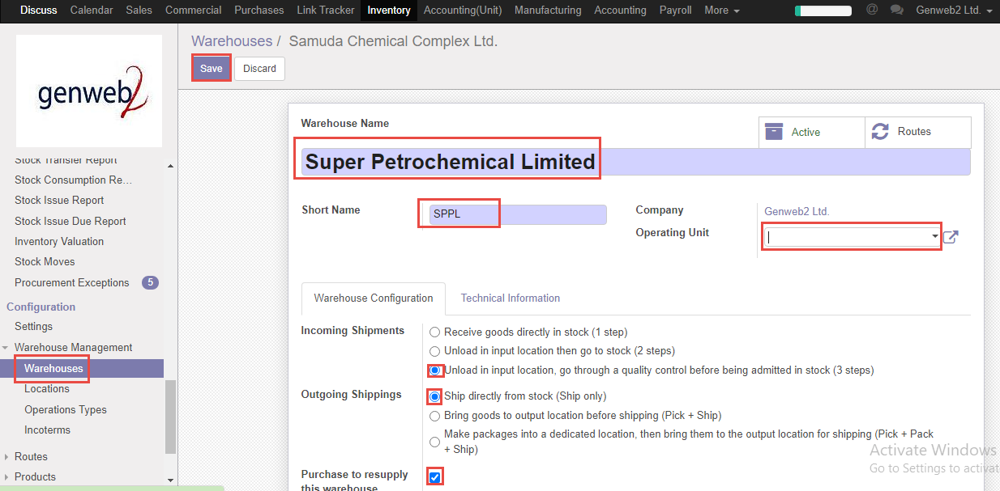 Discuss Calendar Sales Commercial Purchases Link Tracker Inventory Accounting(Unit) Manufacturing Accounting Payroll More @ Genweb2 Ltd.
Warehouses / Samuda Chemical Complex Ltd.
Save Discard
genweb2
Stock Transfer Report
Stock Consumption Re...
Stock Issue Report
Stock Issue Due Report
Inventory Valuation
Stock Moves
Procurement Exceptions 5
Configuration
Settings
Warehouse Management
Warehouses
Locations
Operations Types
Incoterms
Routes
Products
Warehouse Name
Active Routes
Super Petrochemical Limited
Short Name SPPL
Company Genweb2 Ltd.
Operating Unit
Warehouse Configuration Technical Information
Incoming Shipments
Receive goods directly in stock (1 step)
Unload in input location then go to stock (2 steps)
Unload in input location, go through a quality control before being admitted in stock (3 steps)
Outgoing Shippings
Ship directly from stock (Ship only)
Bring goods to output location before shipping (Pick + Ship)
Make packages into a dedicated location, then bring them to the output location for shipping (Pick + Pack
+ Ship)
Purchase to resupply
this warehouse
Activate Windows
Go to Settings to activat